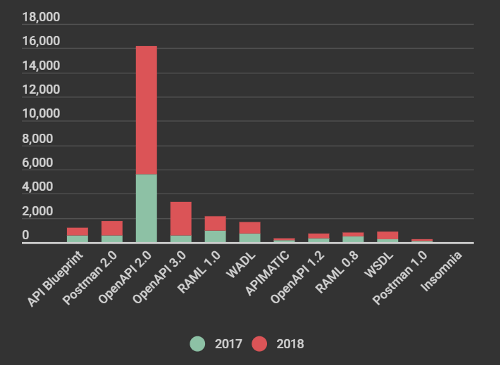 18,000
16,000
14,000
12,000
10,000
8,000
6,000
4,000
2,000
0
API Blueprint
Postman 2.0
OpenAPI 2.0
OpenAPI 3.0
RAML 1.0
WADL
APIMATIC
OpenAPI 1.2
RAML 0.8
WSDL
Postman 1.0
Insomnia
2017 2018